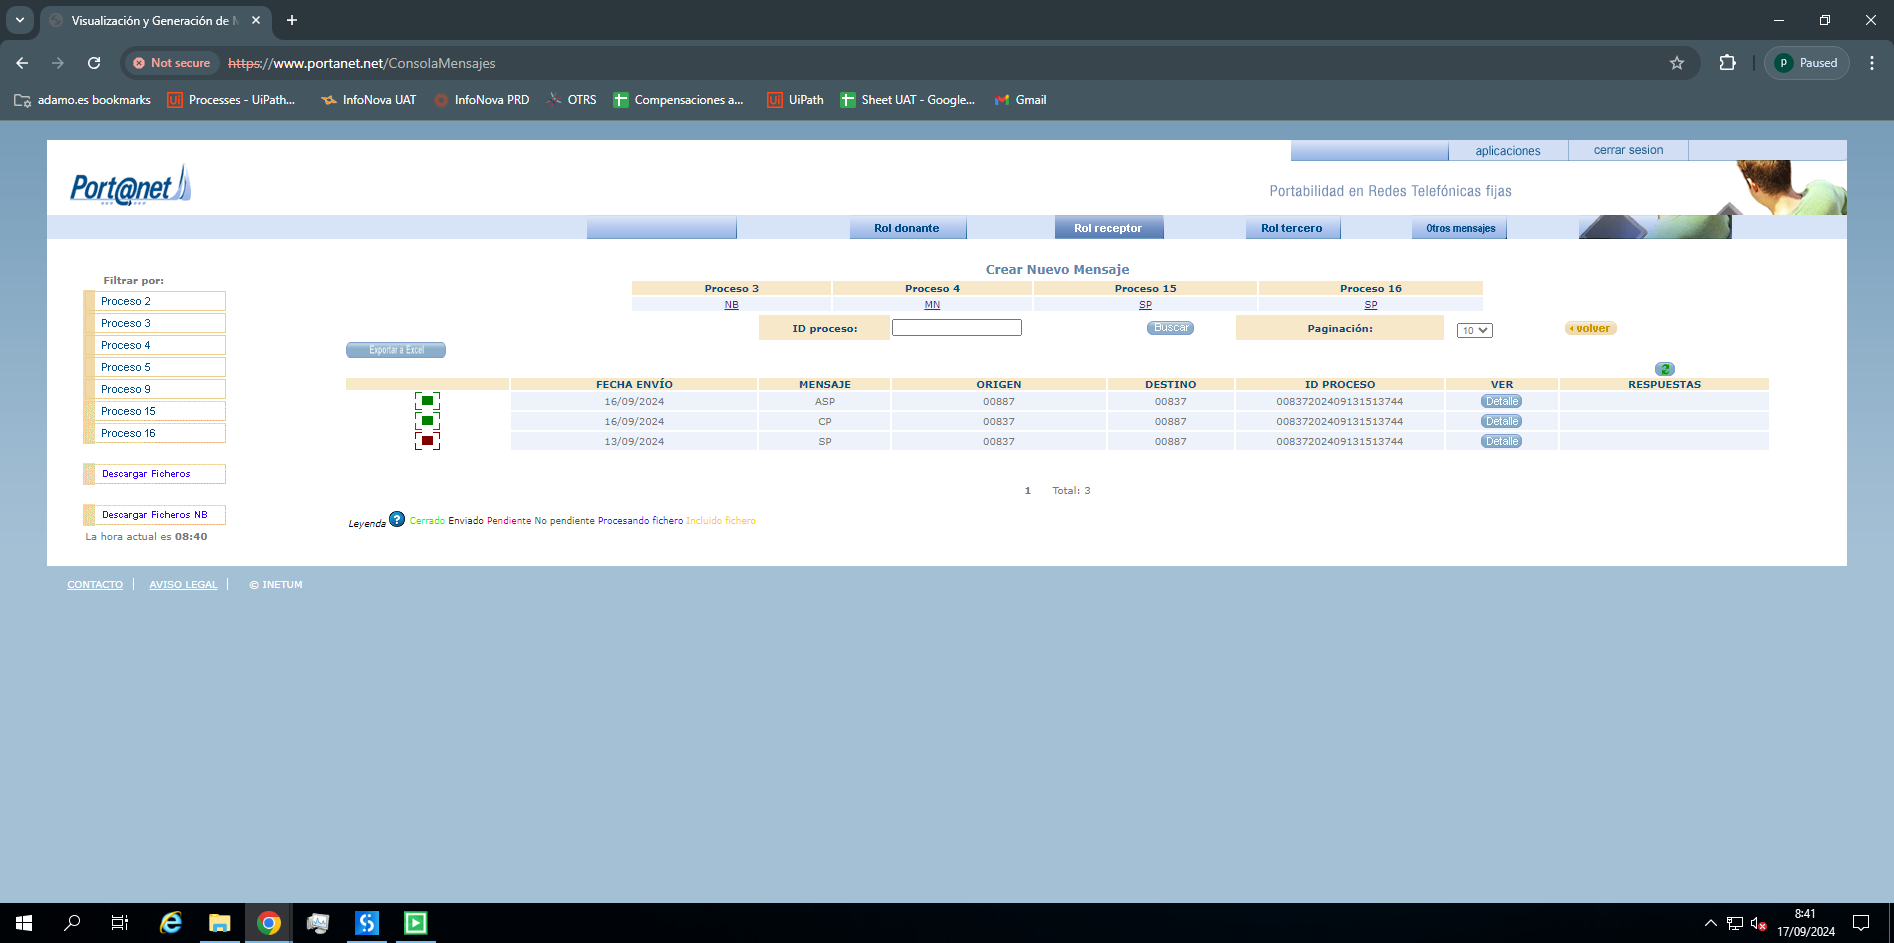 Visualización y Generación de M
Not secure
https://www.portanet.net/ConsolaMensajes
P Paused
adamo.es bookmarks
Processes - UiPath...
InfoNova UAT
InfoNova PRD
OTRS
Compensaciones a...
UiPath
Sheet UAT - Google...
Gmail
aplicaciones
cerrar sesion
Port@net
Portabilidad en Redes Telefónicas fijas
Rol donante
Rol receptor
Rol tercero
Otros mensajes
Filtrar por:
Proceso 2
Proceso 3
Proceso 4
Proceso 5
Proceso 9
Proceso 15
Proceso 16
Descargar Ficheros
Descargar Ficheros NB
La hora actual es 08:40
Crear Nuevo Mensaje
Proceso 3 Proceso 4 Proceso 15 Proceso 16
NB MN SP SP
ID proceso: Buscar Paginación: 10 volver
Exportar a Excel
FECHA ENVÍO MENSAJE ORIGEN DESTINO ID PROCESO VER RESPUESTAS
16/09/2024 ASP 00887 00837 00837202409131513744 Detalle
16/09/2024 CP 00837 00887 00837202409131513744 Detalle
13/09/2024 SP 00837 00887 00837202409131513744 Detalle
1 Total: 3
Leyenda ? Cerrado Enviado Pendiente No pendiente Procesando fichero Incluido fichero
CONTACTO | AVISO LEGAL | © INETUM
8:41
17/09/2024